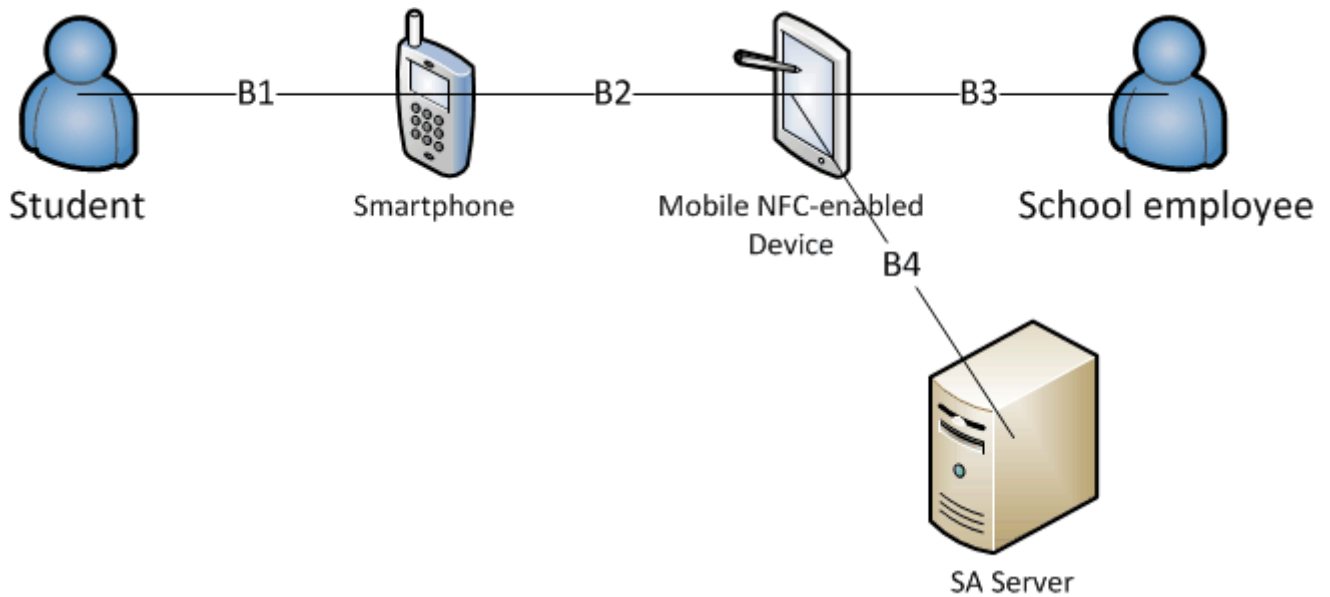 B1
B2
B3
Student
Smartphone
Mobile NFC-enabled
Device
School employee
B4
SA Server